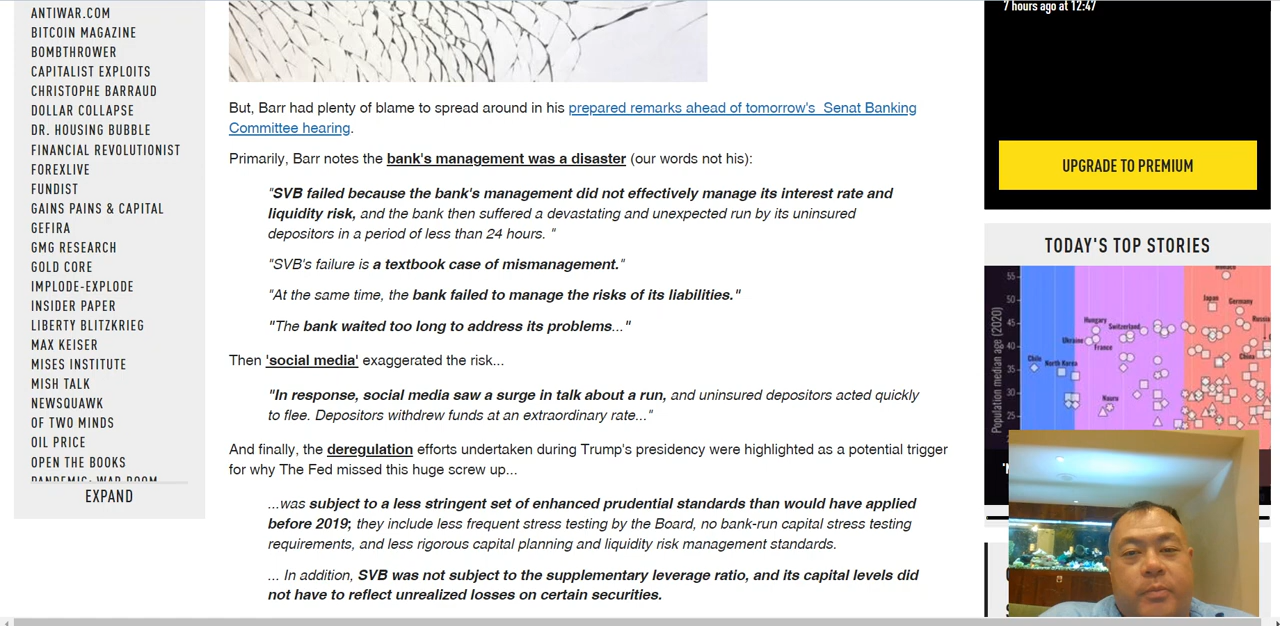 ANTIWAR.COM
BITCOIN MAGAZINE
BOMBTHROWER
CAPITALIST EXPLOITS
CHRISTOPHE BARRAUD
DOLLAR COLLAPSE
DR. HOUSING BUBBLE
FINANCIAL REVOLUTIONIST
FOREXLIVE
FUNDIST
GAINS PAINS & CAPITAL
GEFIRA
GMG RESEARCH
GOLD CORE
IMPLODE-EXPLODE
INSIDER PAPER
LIBERTY BLITZKRIEG
MAX KEISER
MISES INSTITUTE
MISH TALK
NEWSQUAWK
OF TWO MINDS
OIL PRICE
OPEN THE BOOKS
PANDEMIC: WAR ROOM
EXPAND
But, Barr had plenty of blame to spread around in his prepared remarks ahead of tomorrow's Senat Banking
Committee hearing.
Primarily, Barr notes the bank's management was a disaster (our words not his):
"SVB failed because the bank's management did not effectively manage its interest rate and
liquidity risk, and the bank then suffered a devastating and unexpected run by its uninsured
depositors in a period of less than 24 hours. "
"SVB's failure is a textbook case of mismanagement."
"At the same time, the bank failed to manage the risks of its liabilities."
"The bank waited too long to address its problems..."
Then 'social media' exaggerated the risk...
"In response, social media saw a surge in talk about a run, and uninsured depositors acted quickly
to flee. Depositors withdrew funds at an extraordinary rate..."
And finally, the deregulation efforts undertaken during Trump's presidency were highlighted as a potential trigger
for why The Fed missed this huge screw up...
...was subject to a less stringent set of enhanced prudential standards than would have applied
before 2019; they include less frequent stress testing by the Board, no bank-run capital stress testing
requirements, and less rigorous capital planning and liquidity risk management standards.
... In addition, SVB was not subject to the supplementary leverage ratio, and its capital levels did
not have to reflect unrealized losses on certain securities.
7 hours ago at 12:47
UPGRADE TO PREMIUM
TODAY'S TOP STORIES
Population median age (2020)
55
50
45
40
35
30
25
Monaco
Japan
Germany
Hungary
Switzerland
Russia
Ukraine
France
China
Chile
North Korea
Nauru